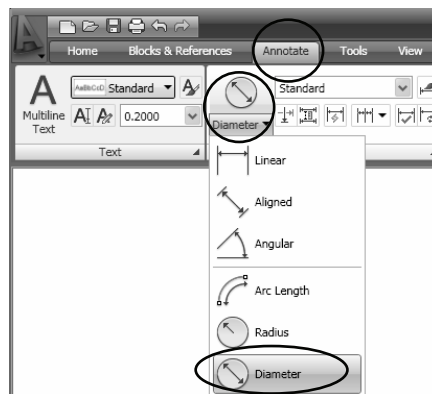 Home Blocks & References Annotate Tools View
A
AaBbCcD Standard
Standard
Multiline
Text
A
0.2000
Diameter
Text
Linear
Aligned
Angular
Arc Length
Radius
Diameter